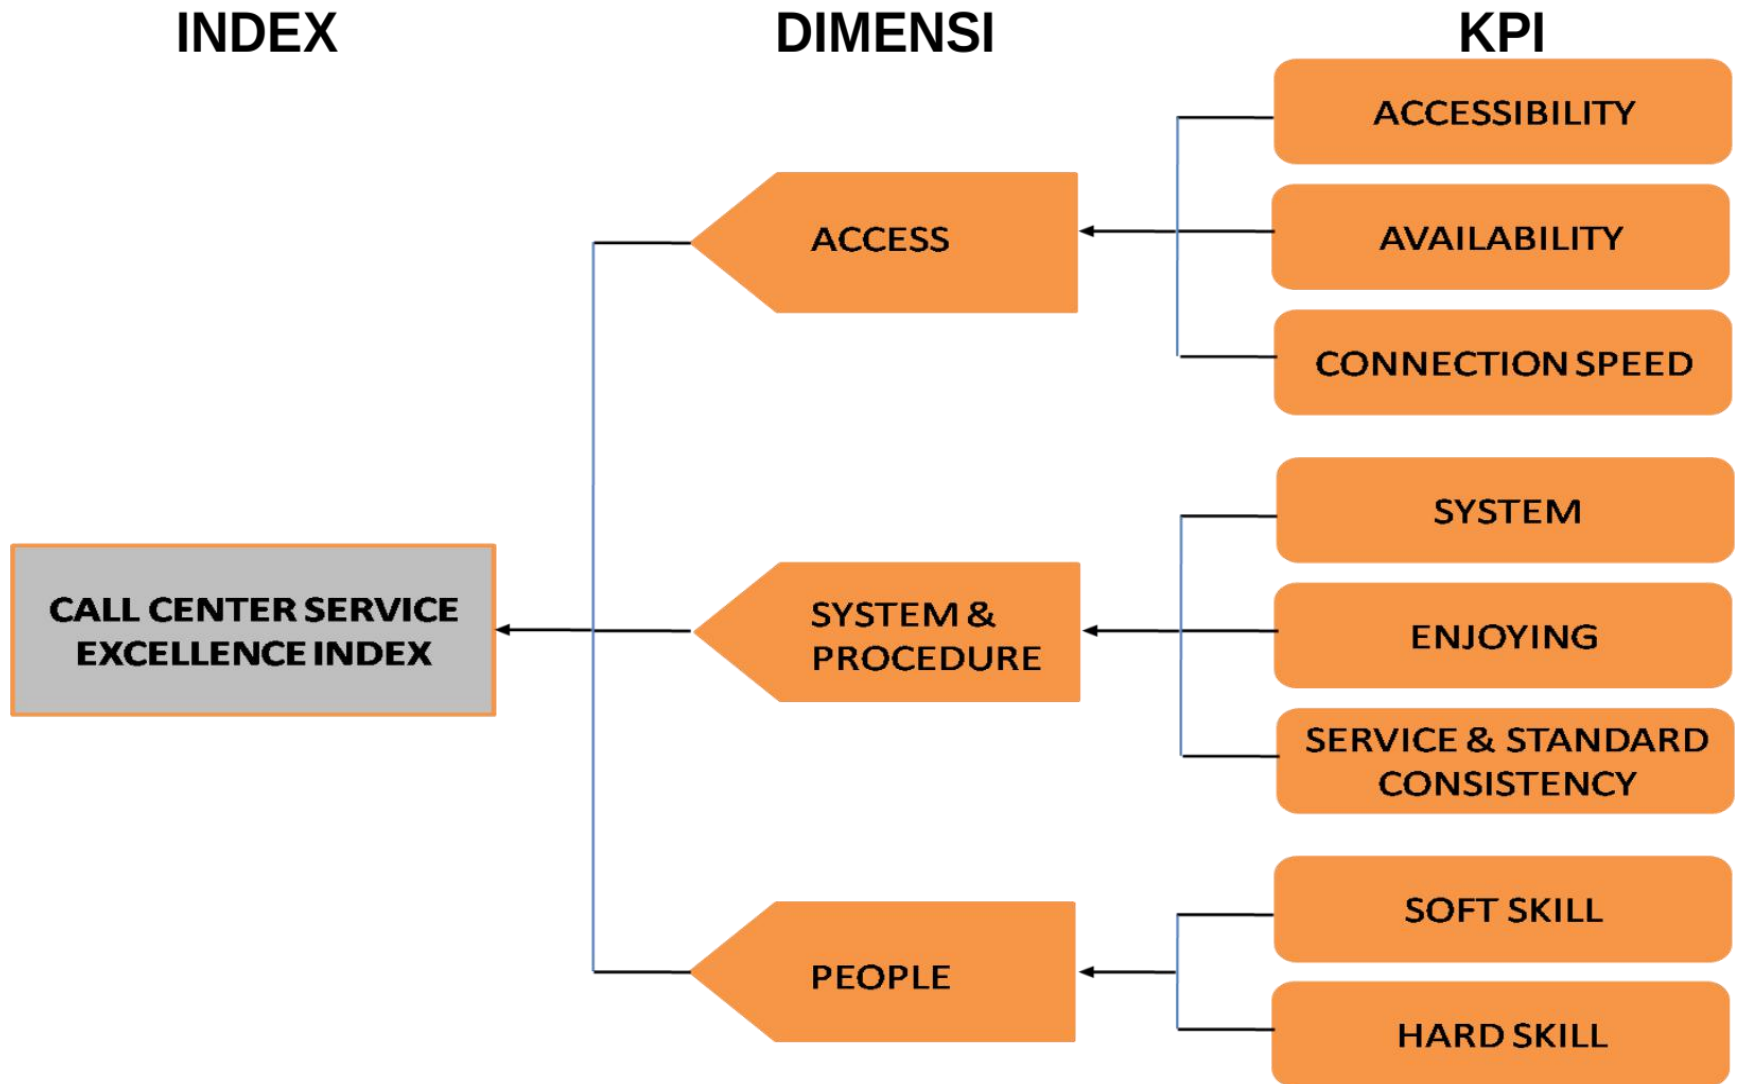 INDEX
DIMENSI
KPI
ACCESSIBILITY
ACCESS
AVAILABILITY
CONNECTION SPEED
SYSTEM
CALL CENTER SERVICE
EXCELLENCE INDEX
SYSTEM &
PROCEDURE
ENJOYING
SERVICE & STANDARD
CONSISTENCY
SOFT SKILL
PEOPLE
HARD SKILL